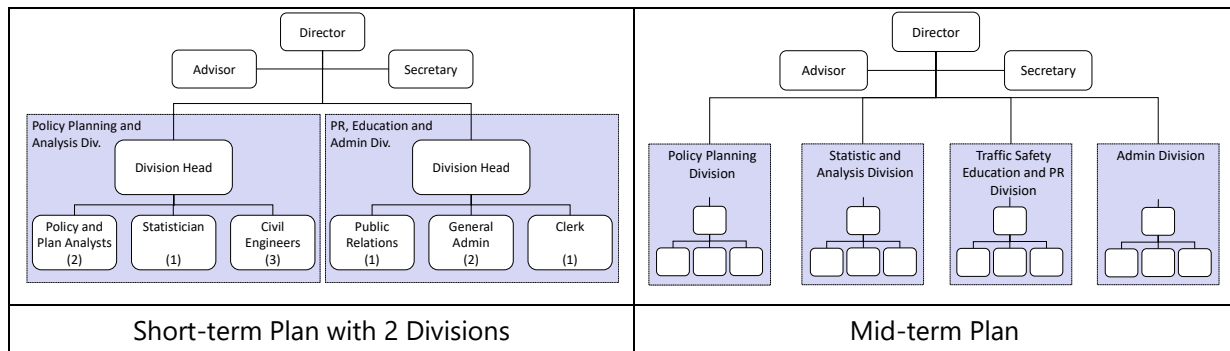 Director
Advisor
Secretary
Policy Planning and
Analysis Div.
Division Head
Policy and
Plan Analysts
(2)
Statistician
(1)
Civil
Engineers
(3)
PR, Education and
Admin Div.
Division Head
Public
Relations
(1)
General
Admin
(2)
Clerk
(1)
Short-term Plan with 2 Divisions
Director
Advisor
Secretary
Policy Planning
Division
Statistic and
Analysis Division
Traffic Safety
Education and PR
Division
Admin Division
Mid-term Plan